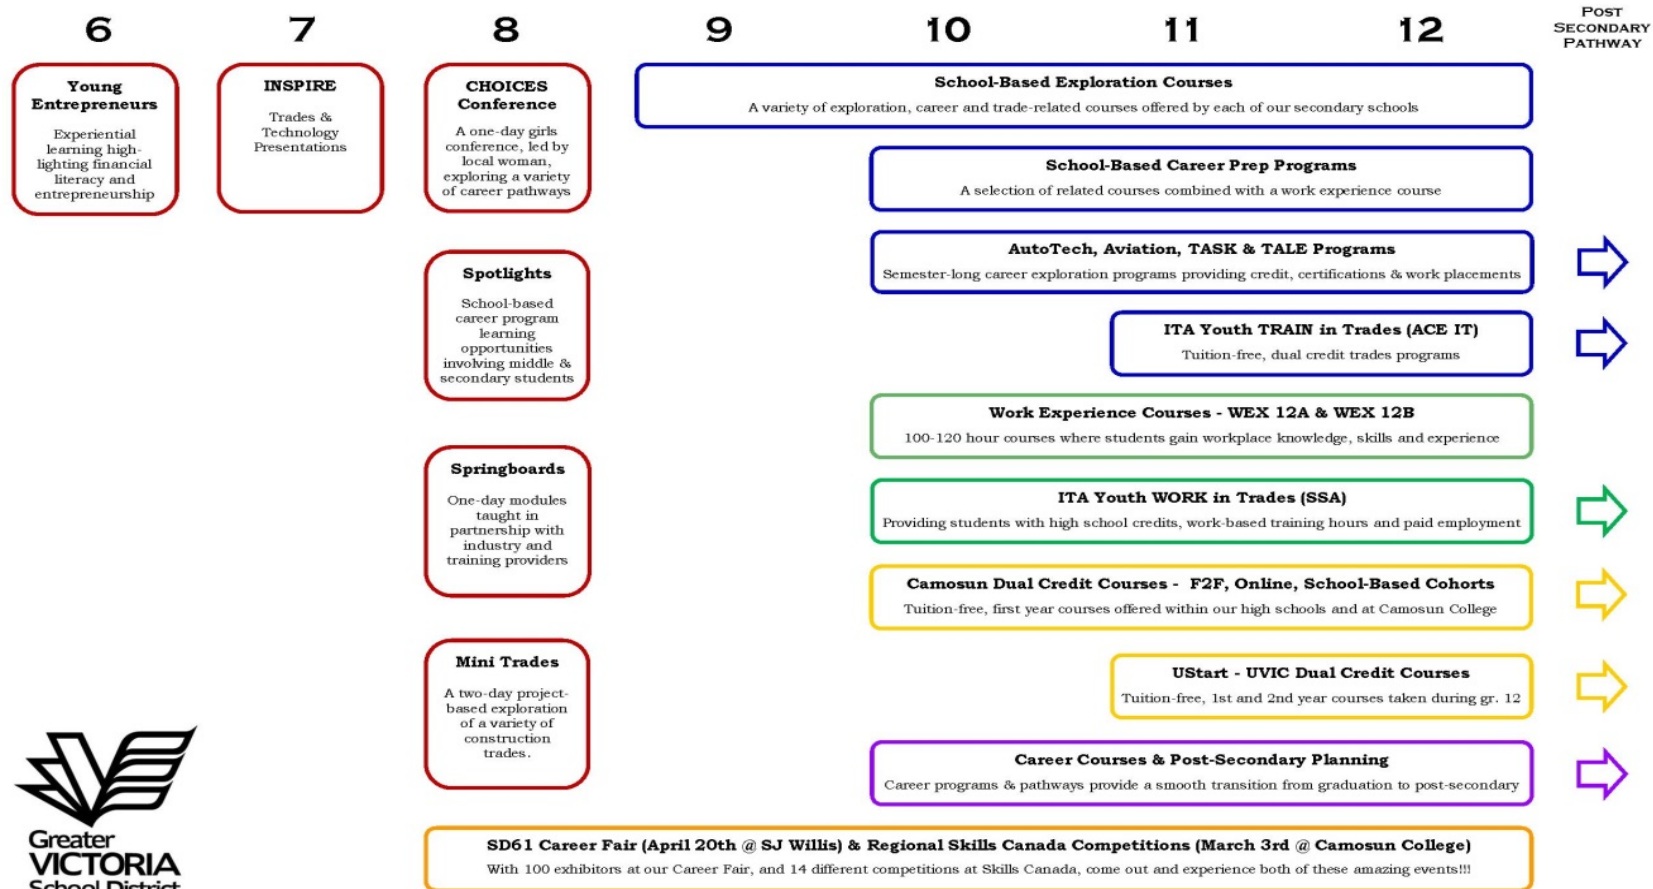 6
7
8
9
10
11
12
POST
SECONDARY
PATHWAY
Young
Entrepreneurs
Experiential
learning high-
lighting financial
literacy and
entrepreneurship
INSPIRE
Trades &
Technology
Presentations
CHOICES
Conference
A one-day girls
conference, led by
local woman,
exploring a variety
of career pathways
Spotlights
School-based
career program
learning
opportunities
involving middle &
secondary students
Springboards
One-day modules
taught in
partnership with
industry and
training providers
Mini Trades
A two-day project-
based exploration
of a variety of
construction
trades.
School-Based Exploration Courses
A variety of exploration, career and trade-related courses offered by each of our secondary schools
School-Based Career Prep Programs
A selection of related courses combined with a work experience course
AutoTech, Aviation, TASK & TALE Programs
Semester-long career exploration programs providing credit, certifications & work placements
ITA Youth TRAIN in Trades (ACE IT)
Tuition-free, dual credit trades programs
Work Experience Courses - WEX 12A & WEX 12B
100-120 hour courses where students gain workplace knowledge, skills and experience
ITA Youth WORK in Trades (SSA)
Providing students with high school credits, work-based training hours and paid employment
Camosun Dual Credit Courses - F2F, Online, School-Based Cohorts
Tuition-free, first year courses offered within our high schools and at Camosun College
UStart - UVIC Dual Credit Courses
Tuition-free, 1st and 2nd year courses taken during gr. 12
Career Courses & Post-Secondary Planning
Career programs & pathways provide a smooth transition from graduation to post-secondary
SD61 Career Fair (April 20th @ SJ Willis) & Regional Skills Canada Competitions (March 3rd @ Camosun College)
With 100 exhibitors at our Career Fair, and 14 different competitions at Skills Canada, come out and experience both of these amazing events!!!
Greater
VICTORIA
School District